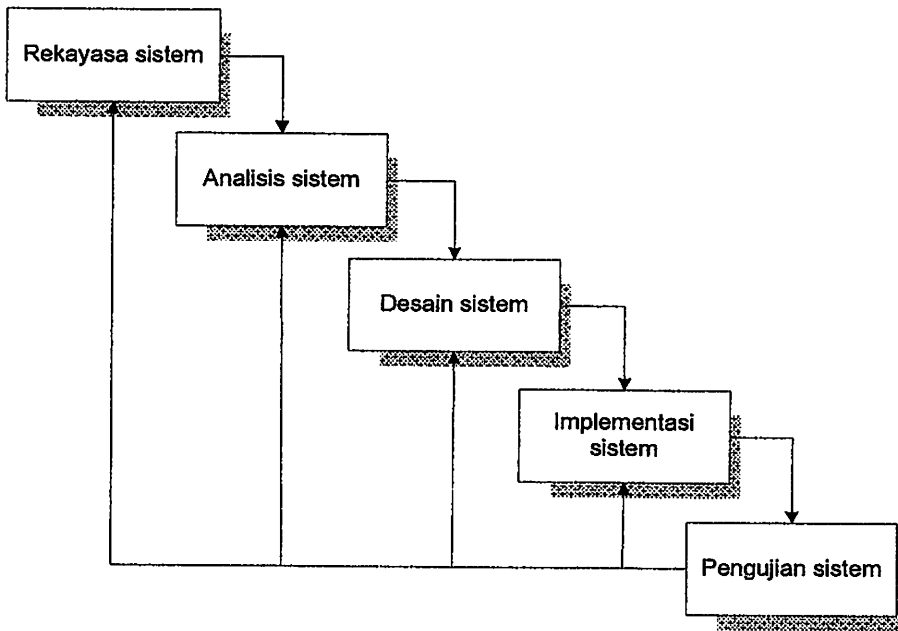 Rekayasa sistem
Analisis sistem
Desain sistem
Implementasi
sistem
Pengujian sistem